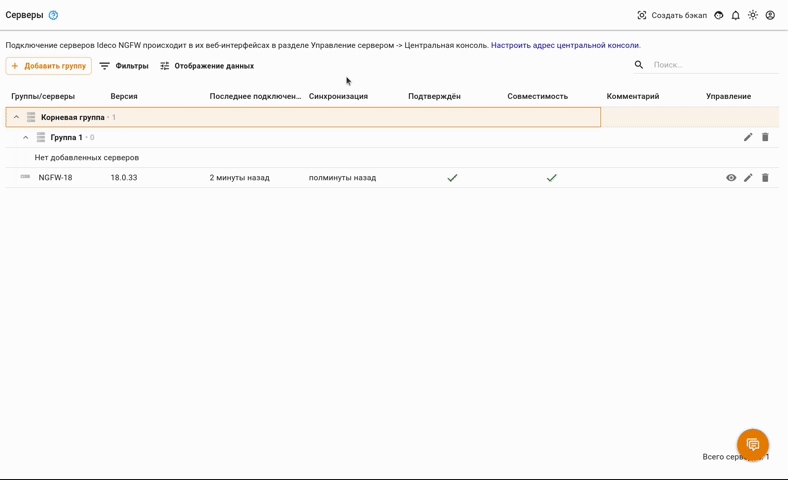 Серверы
Создать бэкап
Подключение серверов Ideco NGFW происходит в их веб-интерфейсах в разделе Управление сервером -> Центральная консоль. Настроить адрес центральной консоли.
Добавить группу Фильтры Отображение данных Поиск...
Группы/серверы Версия Последнее подключен... Синхронизация Подтверждён Совместимость Комментарий Управление
Корневая группа • 1
Группа 1 • 0
Нет добавленных серверов
NGFW-18 18.0.33 2 минуты назад полминуты назад
Всего 1